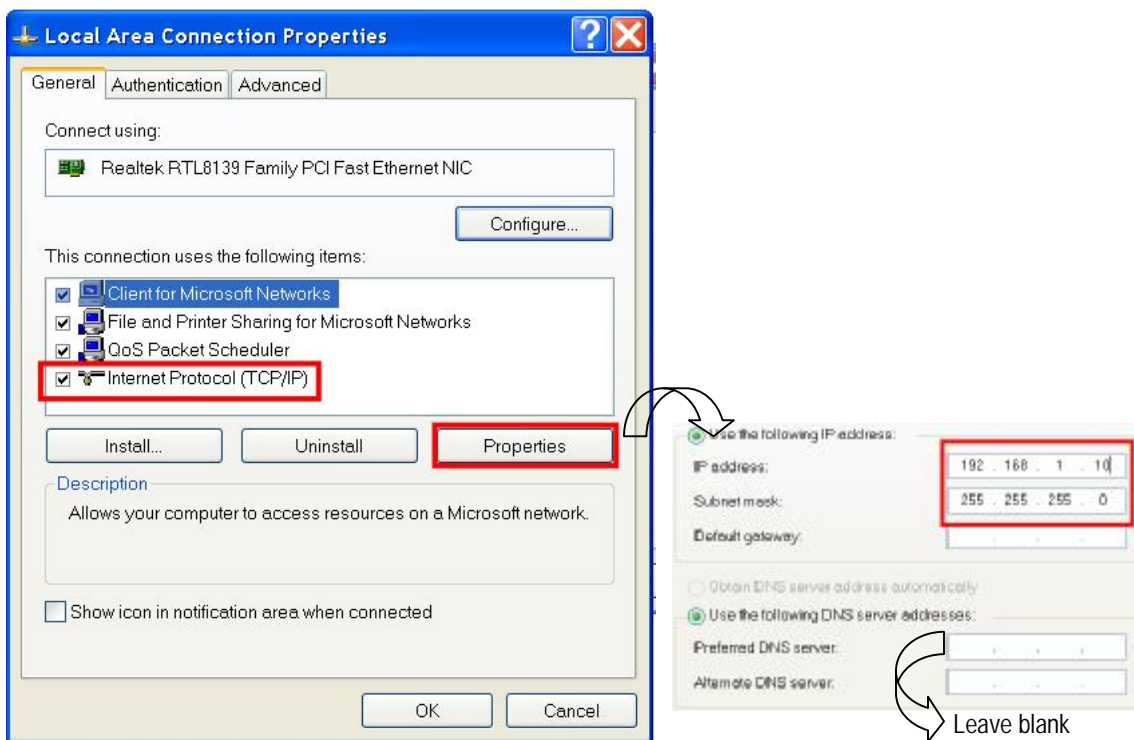 Local Area Connection Properties
General Authentication Advanced
Connect using:
Realtek RTL8139 Family PCI Fast Ethernet NIC
Configure...
This connection uses the following items:
Client for Microsoft Networks
File and Printer Sharing for Microsoft Networks
QoS Packet Scheduler
Internet Protocol (TCP/IP)
Install... Uninstall Properties
Description
Allows your computer to access resources on a Microsoft network.
Show icon in notification area when connected
OK Cancel
Use the following IP address:
IP address: 192 . 168 . 1 . 10
Subnet mask: 255 . 255 . 255 . 0
Default gateway: . . .
Obtain DNS server address automatically
Use the following DNS server addresses:
Preferred DNS server: . . .
Alternate DNS server: . . .
Leave blank